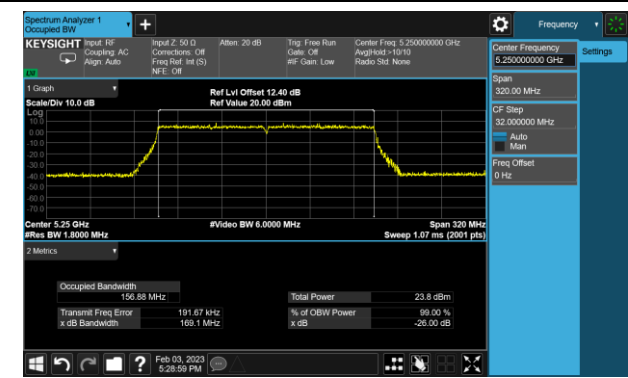 Spectrum Analyzer 1
Occupied BW
Frequency
KEYSIGHT
Input: RF
Coupling: AC
Align: Auto
Input Z: 50 Ω
Corrections: Off
Freq Ref: Int (S)
NFE: Off
Atten: 20 dB
Trig: Free Run
Gate: Off
#IF Gain: Low
Center Freq: 5.250000000 GHz
Avg|Hold:>10/10
Radio Std: None
Center Frequency
5.250000000 GHz
Settings
Span
320.00 MHz
CF Step
32.000000 MHz
Auto
Man
Freq Offset
0 Hz
1 Graph
Scale/Div 10.0 dB
Ref Lvl Offset 12.40 dB
Ref Value 20.00 dBm
Log
10.0
0.00
-10.0
-20.0
-30.0
-40.0
-50.0
-60.0
-70.0
Center 5.25 GHz
#Res BW 1.8000 MHz
#Video BW 6.0000 MHz
Span 320 MHz
Sweep 1.07 ms (2001 pts)
2 Metrics
Occupied Bandwidth
156.88 MHz
Total Power 23.8 dBm
Transmit Freq Error 191.67 kHz
x dB Bandwidth 169.1 MHz
% of OBW Power 99.00 %
x dB -26.00 dB
?
Feb 03, 2023
5:28:59 PM